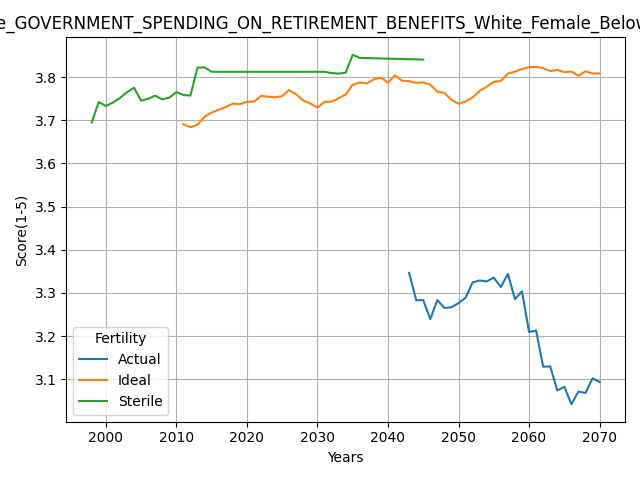 e_GOVERNMENT_SPENDING_ON_RETIREMENT_BENEFITS_White_Female_Below
3.8
3.7
3.6
3.5
3.4
3.3
3.2
3.1
Score(1-5)
Fertility
Actual
Ideal
Sterile
2000 2010 2020 2030 2040 2050 2060 2070
Years